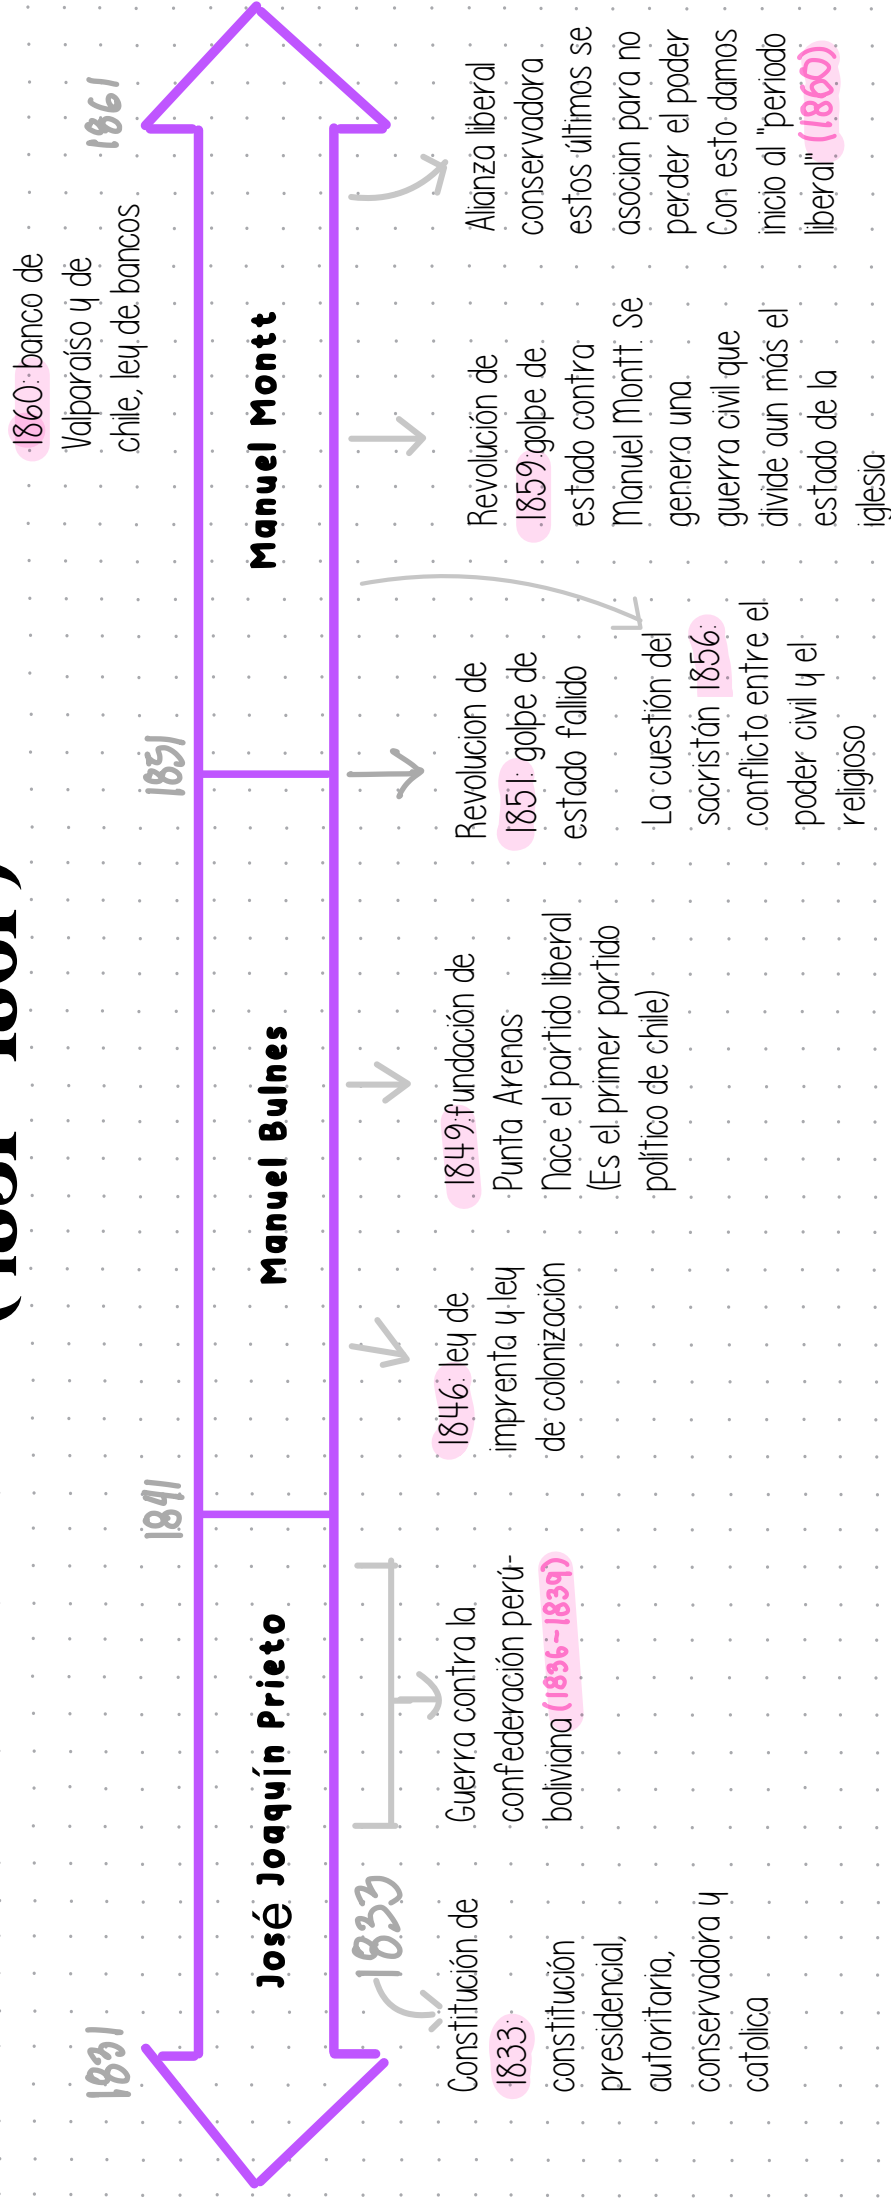 1831
1841
1851
1861
1860: banco de
Valparaíso y de
chile, ley de bancos
José Joaquín Prieto
Manuel Bulnes
Manuel Montt
1833
Constitución de
1833:
constitución
presidencial,
autoritaria,
conservadora y
catolica
Guerra contra la
confederación perú-
boliviana (1836-1839)
1846: ley de
imprenta y ley
de colonización
1849:fundación de
Punta Arenas
Nace el partido liberal
(Es el primer partido
político de chile)
Revolucion de
1851: golpe de
estado fallido
La cuestión del
sacristán 1856:
conflicto entre el
poder civil y el
religioso
Revolución de
1859:golpe de
estado contra
Manuel Montt. Se
genera una
guerra civil que
divide aun más el
estado de la
iglesia
Alianza liberal
conservadora
estos últimos se
asocian para no
perder el poder
Con esto damos
inicio al "periodo
liberal" (1860)